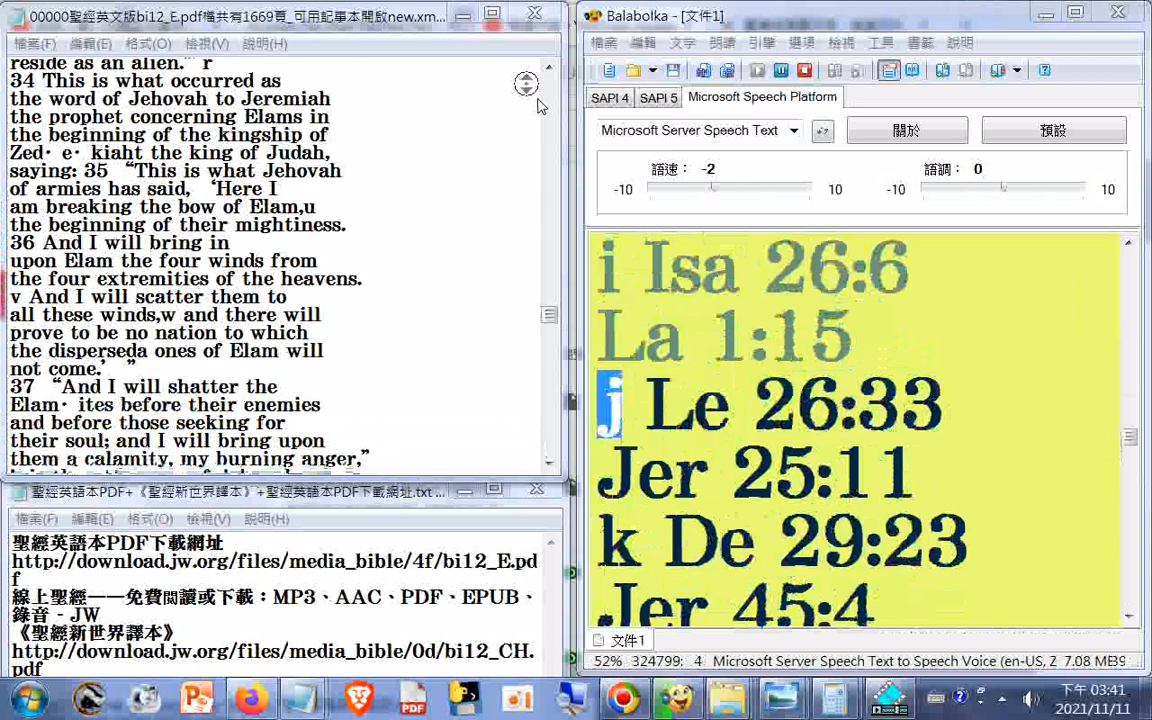 00000聖經英文版bi12_E.pdf檔共有1669頁_可用記事本開啟new.xm...
檔案(F) 編輯(E) 格式(O) 檢視(V) 說明(H)
reside as an alien.” r
34 This is what occurred as
the word of Jehovah to Jeremiah
the prophet concerning Elams in
the beginning of the kingship of
Zed· e· kiaht the king of Judah,
saying: 35 “This is what Jehovah
of armies has said, ‘Here I
am breaking the bow of Elam,u
the beginning of their mightiness.
36 And I will bring in
upon Elam the four winds from
the four extremities of the heavens.
v And I will scatter them to
all these winds,w and there will
prove to be no nation to which
the disperseda ones of Elam will
not come.’ ”
37 “And I will shatter the
Elam· ites before their enemies
and before those seeking for
their soul; and I will bring upon
them a calamity, my burning anger,”
聖經英語本PDF+《聖經新世界譯本》+聖經英語本PDF下載網址.txt ...
檔案(F) 編輯(E) 格式(O) 檢視(V) 說明(H)
聖經英語本PDF下載網址
http://download.jw.org/files/media_bible/4f/bi12_E.pd
f
線上聖經——免費閱讀或下載：MP3、AAC、PDF、EPUB、
錄音 - JW
《聖經新世界譯本》
http://download.jw.org/files/media_bible/0d/bi12_CH.
pdf
Balabolka - [文件1]
檔案 編輯 文字 朗讀 引擎 選項 檢視 工具 書籤 說明
SAPI 4 SAPI 5 Microsoft Speech Platform
Microsoft Server Speech Text 關於 預設
語速： -2 語調： 0
-10 10 -10 10
i Isa 26:6
La 1:15
j Le 26:33
Jer 25:11
k De 29:23
Jer 45:4
文件1
52% 324799: 4 Microsoft Server Speech Text to Speech Voice (en-US, Z 7.08 MB
下午 03:41
2021/11/11